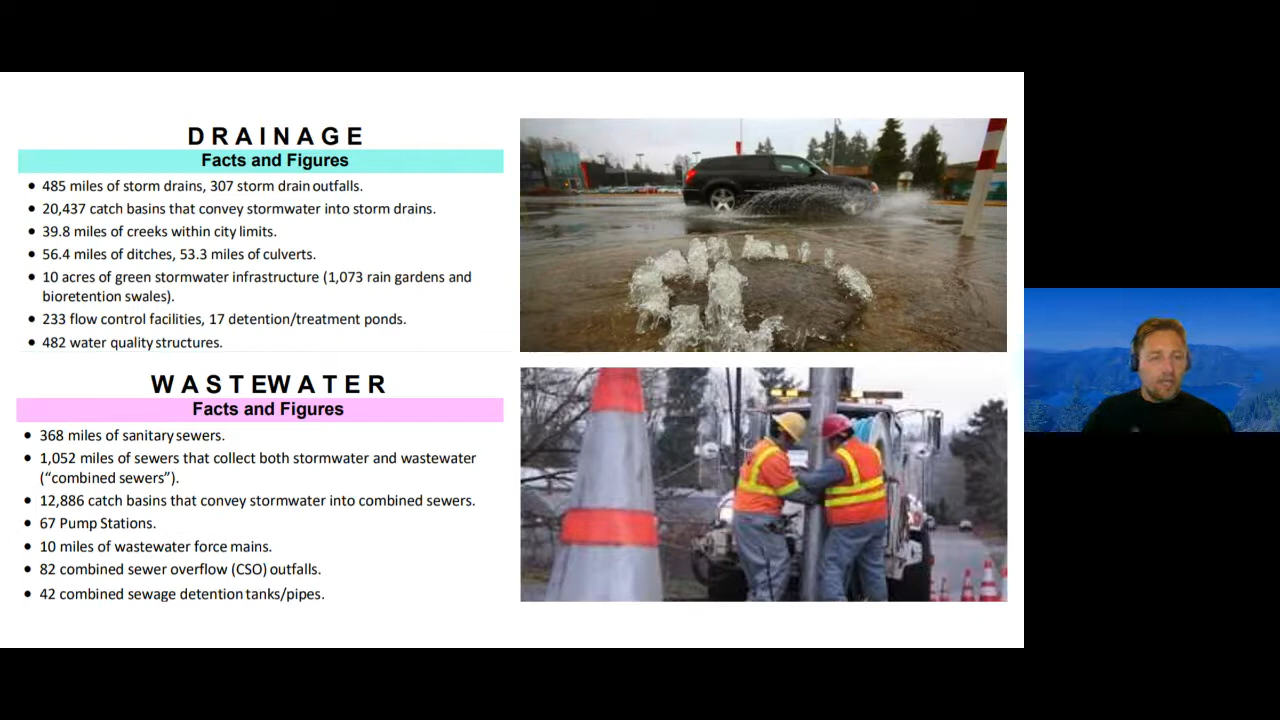 DRAINAGE
Facts and Figures
• 485 miles of storm drains, 307 storm drain outfalls.
• 20,437 catch basins that convey stormwater into storm drains.
• 39.8 miles of creeks within city limits.
• 56.4 miles of ditches, 53.3 miles of culverts.
• 10 acres of green stormwater infrastructure (1,073 rain gardens and
bioretention swales).
• 233 flow control facilities, 17 detention/treatment ponds.
• 482 water quality structures.
WASTEWATER
Facts and Figures
• 368 miles of sanitary sewers.
• 1,052 miles of sewers that collect both stormwater and wastewater
(“combined sewers”).
• 12,886 catch basins that convey stormwater into combined sewers.
• 67 Pump Stations.
• 10 miles of wastewater force mains.
• 82 combined sewer overflow (CSO) outfalls.
• 42 combined sewage detention tanks/pipes.